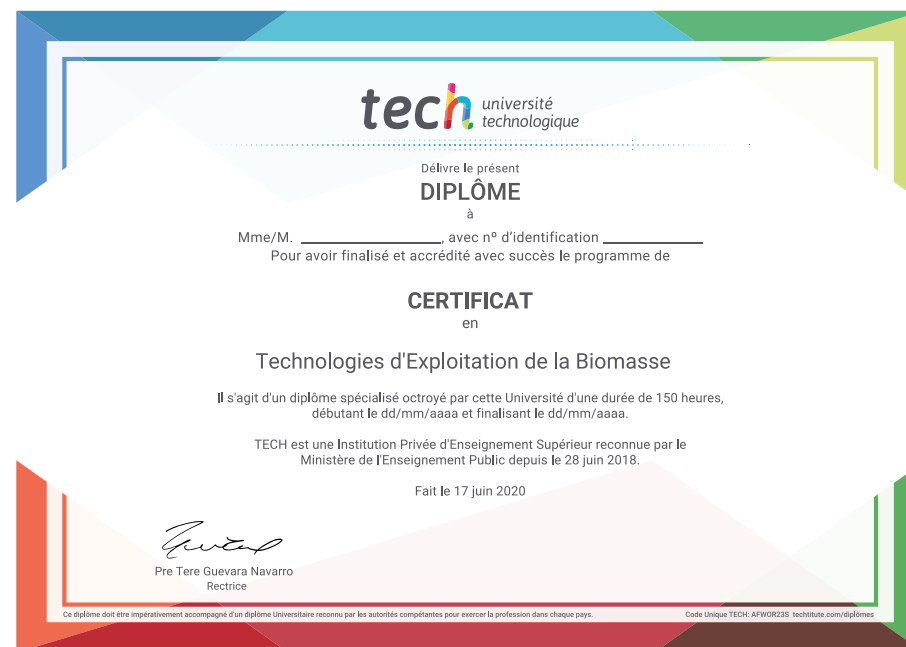 tech université
technologique
Délivre le présent
DIPLÔME
à
Mme/M. ____________________, avec nº d'identification ______________
Pour avoir finalisé et accrédité avec succès le programme de
CERTIFICAT
en
Technologies d'Exploitation de la Biomasse
Il s'agit d'un diplôme spécialisé octroyé par cette Université d'une durée de 150 heures,
débutant le dd/mm/aaaa et finalisant le dd/mm/aaaa.
TECH est une Institution Privée d'Enseignement Supérieur reconnue par le
Ministère de l'Enseignement Public depuis le 28 juin 2018.
Fait le 17 juin 2020
Pre Tere Guevara Navarro
Rectrice
Ce diplôme doit être impérativement accompagné d'un diplôme Universitaire reconnu par les autorités compétantes pour exercer la profession dans chaque pays.
Code Unique TECH: AFWOR23S techtitute.com/diplômes